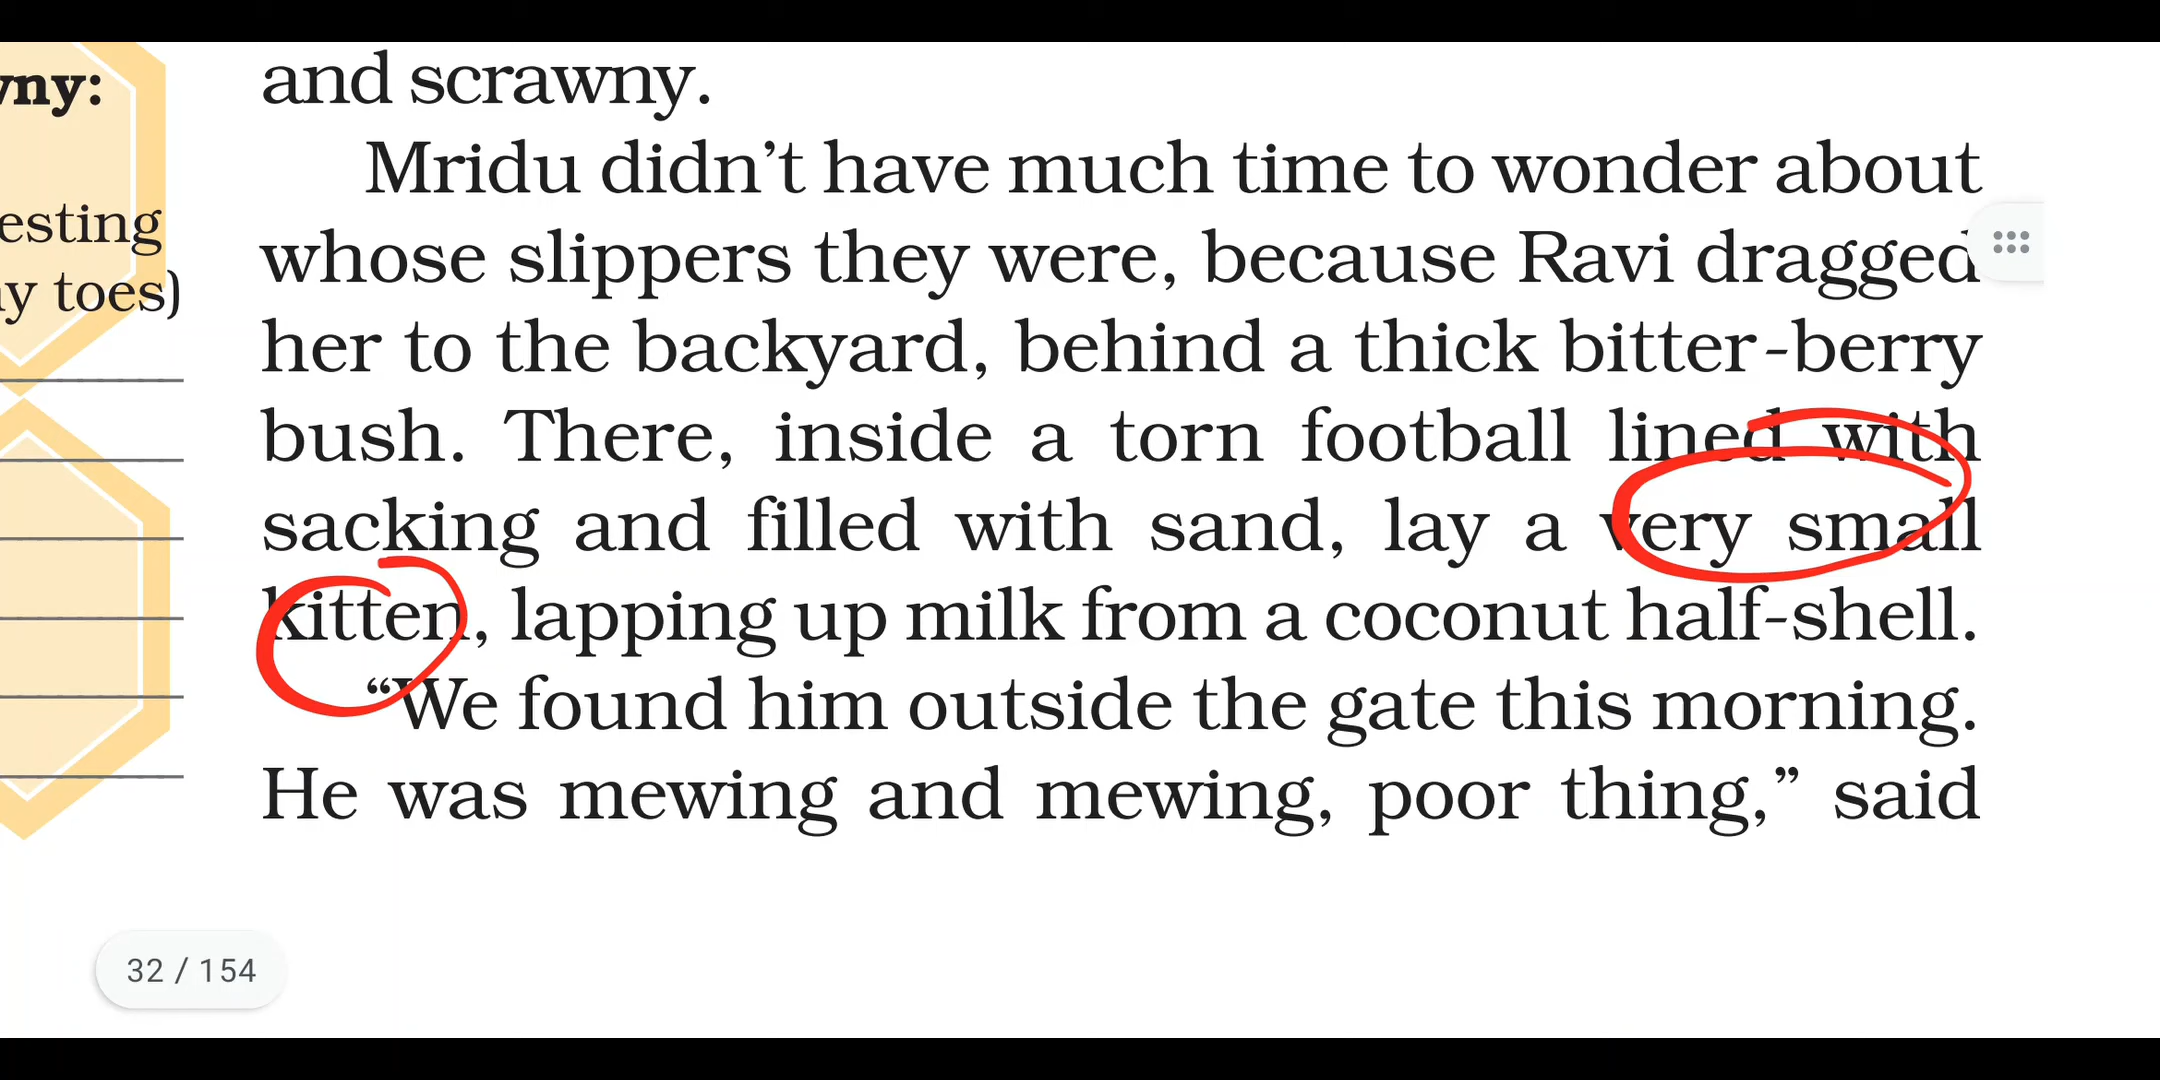 wny:
esting
y toes)
and scrawny.
Mridu didn’t have much time to wonder about
whose slippers they were, because Ravi dragged
her to the backyard, behind a thick bitter-berry
bush. There, inside a torn football lined with
sacking and filled with sand, lay a very small
kitten, lapping up milk from a coconut half-shell.
“We found him outside the gate this morning.
He was mewing and mewing, poor thing,” said
32 / 154